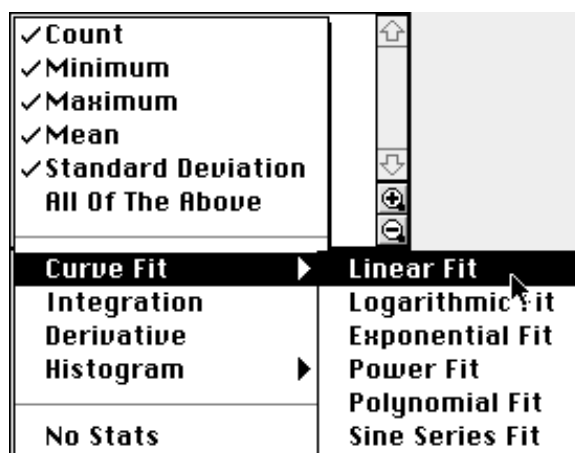 Count
Minimum
Maximum
Mean
Standard Deviation
All Of The Above
Curve Fit
Integration
Derivative
Histogram
No Stats
Linear Fit
Logarithmic Fit
Exponential Fit
Power Fit
Polynomial Fit
Sine Series Fit